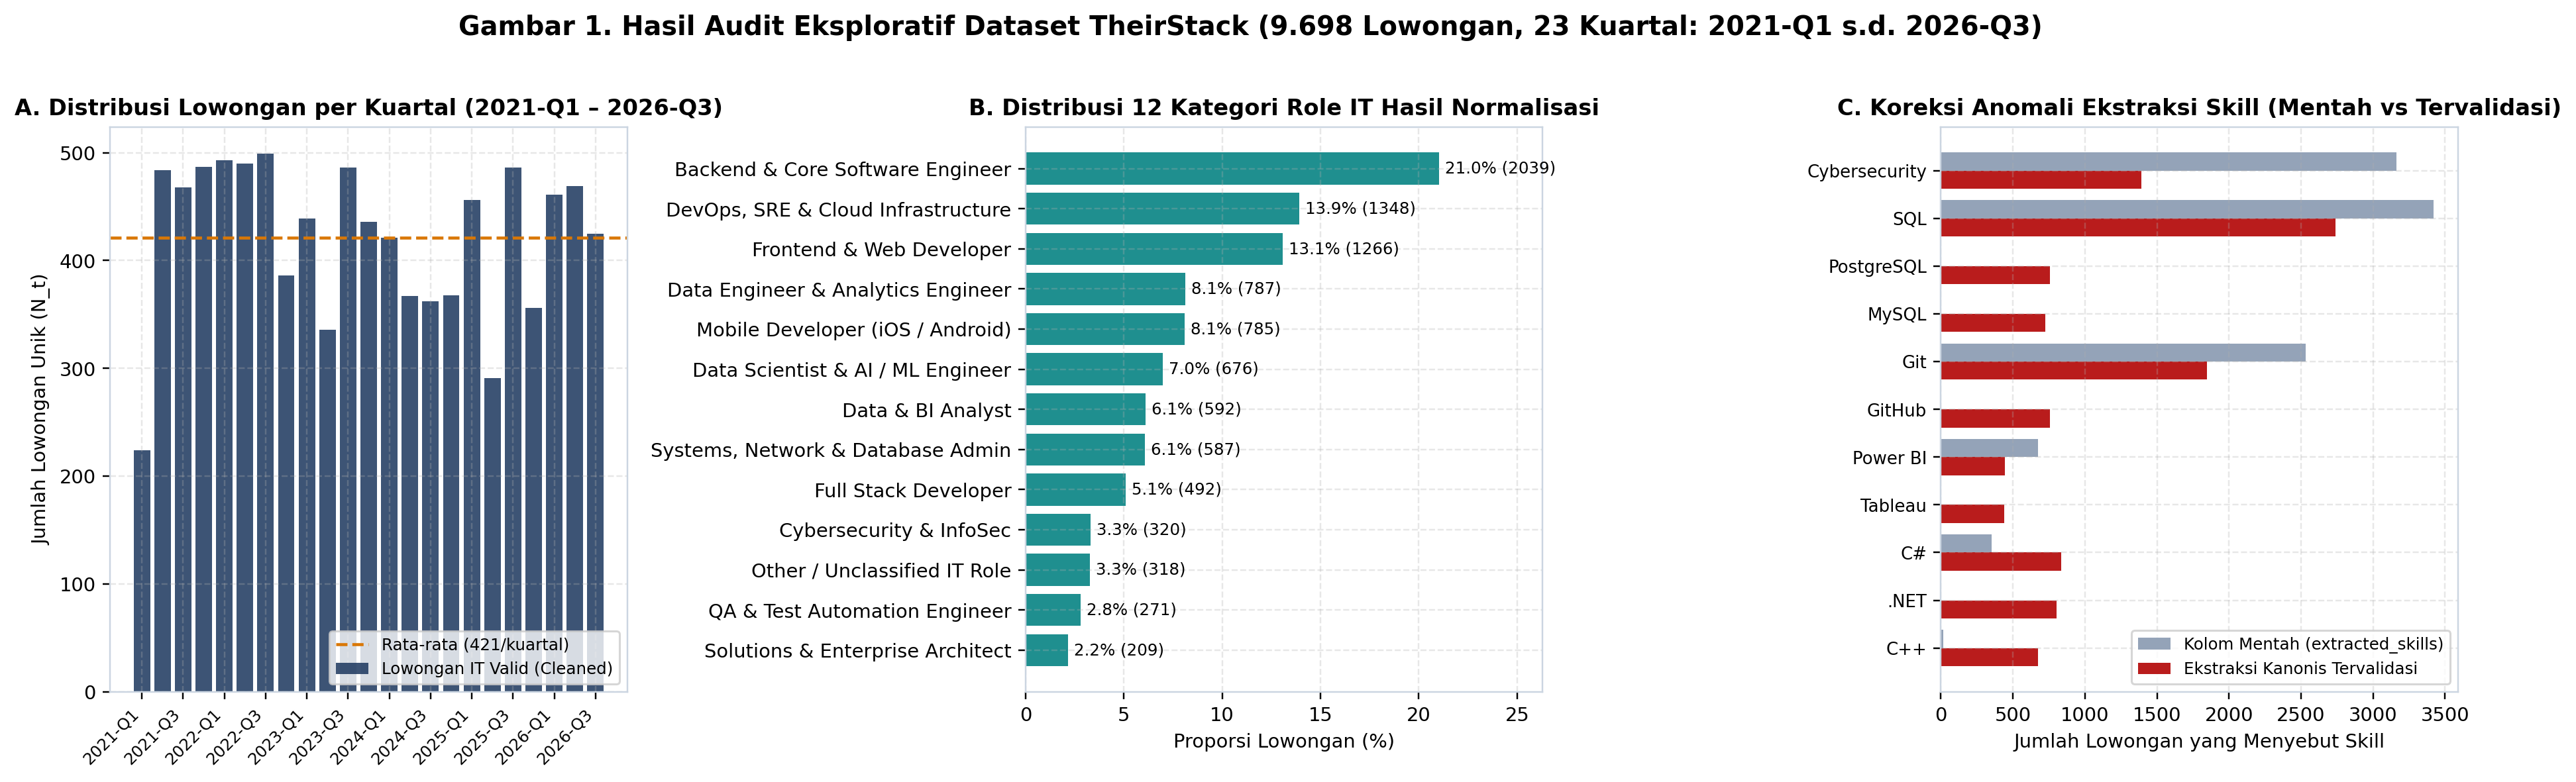 Gambar 1. Hasil Audit Eksploratif Dataset TheirStack (9.698 Lowongan, 23 Kuartal: 2021-Q1 s.d. 2026-Q3)
A. Distribusi Lowongan per Kuartal (2021-Q1 – 2026-Q3)
Jumlah Lowongan Unik (N_t)
500
400
300
200
100
0
Rata-rata (421/kuartal)
Lowongan IT Valid (Cleaned)
2021-Q1
2021-Q3
2022-Q1
2022-Q3
2023-Q1
2023-Q3
2024-Q1
2024-Q3
2025-Q1
2025-Q3
2026-Q1
2026-Q3
B. Distribusi 12 Kategori Role IT Hasil Normalisasi
Backend & Core Software Engineer 21.0% (2039)
DevOps, SRE & Cloud Infrastructure 13.9% (1348)
Frontend & Web Developer 13.1% (1266)
Data Engineer & Analytics Engineer 8.1% (787)
Mobile Developer (iOS / Android) 8.1% (785)
Data Scientist & AI / ML Engineer 7.0% (676)
Data & BI Analyst 6.1% (592)
Systems, Network & Database Admin 6.1% (587)
Full Stack Developer 5.1% (492)
Cybersecurity & InfoSec 3.3% (320)
Other / Unclassified IT Role 3.3% (318)
QA & Test Automation Engineer 2.8% (271)
Solutions & Enterprise Architect 2.2% (209)
0 5 10 15 20 25
Proporsi Lowongan (%)
C. Koreksi Anomali Ekstraksi Skill (Mentah vs Tervalidasi)
Cybersecurity
SQL
PostgreSQL
MySQL
Git
GitHub
Power BI
Tableau
C#
.NET
C++
Kolom Mentah (extracted_skills)
Ekstraksi Kanonis Tervalidasi
0 500 1000 1500 2000 2500 3000 3500
Jumlah Lowongan yang Menyebut Skill